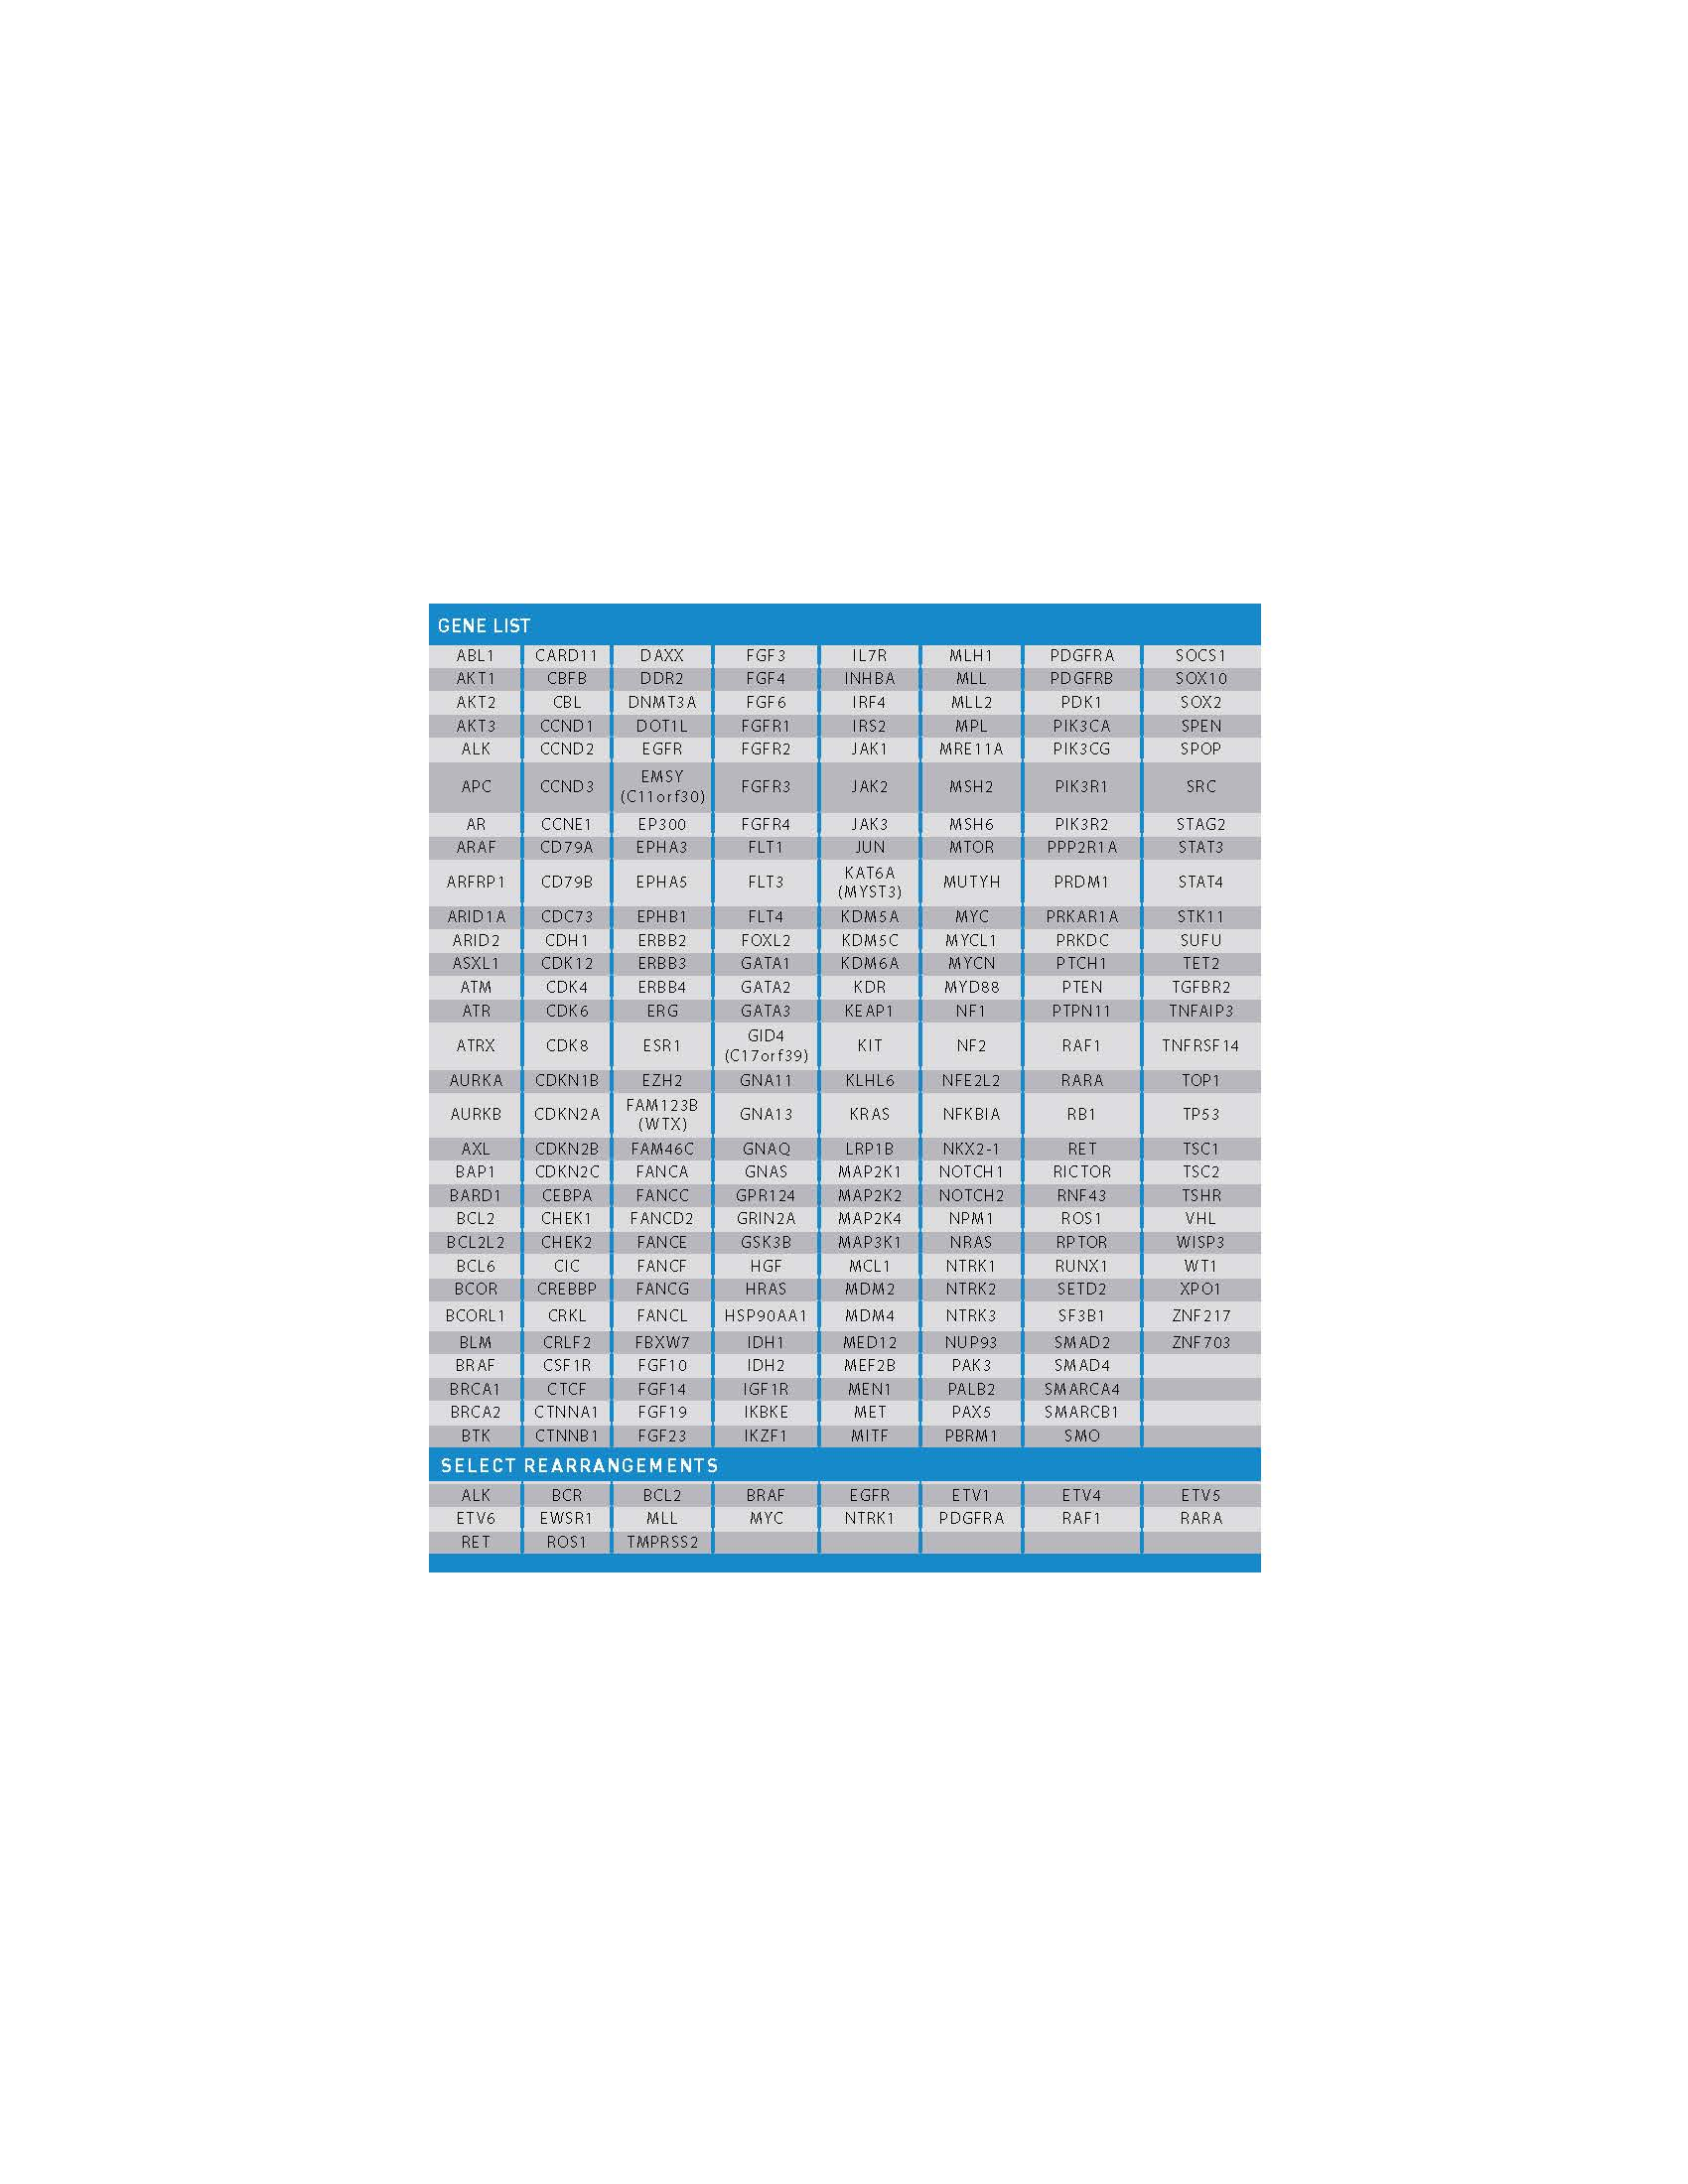 GENE LIST
ABL1 CARD11 DAXX FGF3 IL7R MLH1 PDGFRA SOCS1
AKT1 CBFB DDR2 FGF4 INHBA MLL PDGFRB SOX10
AKT2 CBL DNMT3A FGF6 IRF4 MLL2 PDK1 SOX2
AKT3 CCND1 DOT1L FGFR1 IRS2 MPL PIK3CA SPEN
ALK CCND2 EGFR FGFR2 JAK1 MRE11A PIK3CG SPOP
APC CCND3 EMSY (C11orf30) FGFR3 JAK2 MSH2 PIK3R1 SRC
AR CCNE1 EP300 FGFR4 JAK3 MSH6 PIK3R2 STAG2
ARAF CD79A EPHA3 FLT1 JUN MTOR PPP2R1A STAT3
ARFRP1 CD79B EPHA5 FLT3 KAT6A (MYST3) MUTYH PRDM1 STAT4
ARID1A CDC73 EPHB1 FLT4 KDM5A MYC PRKAR1A STK11
ARID2 CDH1 ERBB2 FOXL2 KDM5C MYCL1 PRKDC SUFU
ASXL1 CDK12 ERBB3 GATA1 KDM6A MYCN PTCH1 TET2
ATM CDK4 ERBB4 GATA2 KDR MYD88 PTEN TGFBR2
ATR CDK6 ERG GATA3 KEAP1 NF1 PTPN11 TNFAIP3
ATRX CDK8 ESR1 GID4 (C17orf39) KIT NF2 RAF1 TNFRSF14
AURKA CDKN1B EZH2 GNA11 KLHL6 NFE2L2 RARA TOP1
AURKB CDKN2A FAM123B (WTX) GNA13 KRAS NFKBIA RB1 TP53
AXL CDKN2B FAM46C GNAQ LRP1B NKX2-1 RET TSC1
BAP1 CDKN2C FANCA GNAS MAP2K1 NOTCH1 RICTOR TSC2
BARD1 CEBPA FANCC GPR124 MAP2K2 NOTCH2 RNF43 TSHR
BCL2 CHEK1 FANCD2 GRIN2A MAP2K4 NPM1 ROS1 VHL
BCL2L2 CHEK2 FANCE GSK3B MAP3K1 NRAS RPTOR WISP3
BCL6 CIC FANCF HGF MCL1 NTRK1 RUNX1 WT1
BCOR CREBBP FANCG HRAS MDM2 NTRK2 SETD2 XPO1
BCORL1 CRKL FANCL HSP90AA1 MDM4 NTRK3 SF3B1 ZNF217
BLM CRLF2 FBXW7 IDH1 MED12 NUP93 SMAD2 ZNF703
BRAF CSF1R FGF10 IDH2 MEF2B PAK3 SMAD4
BRCA1 CTCF FGF14 IGF1R MEN1 PALB2 SMARCA4
BRCA2 CTNNA1 FGF19 IKBKE MET PAX5 SMARCB1
BTK CTNNB1 FGF23 IKZF1 MITF PBRM1 SMO
SELECT REARRANGEMENTS
ALK BCR BCL2 BRAF EGFR ETV1 ETV4 ETV5
ETV6 EWSR1 MLL MYC NTRK1 PDGFRA RAF1 RARA
RET ROS1 TMPRSS2